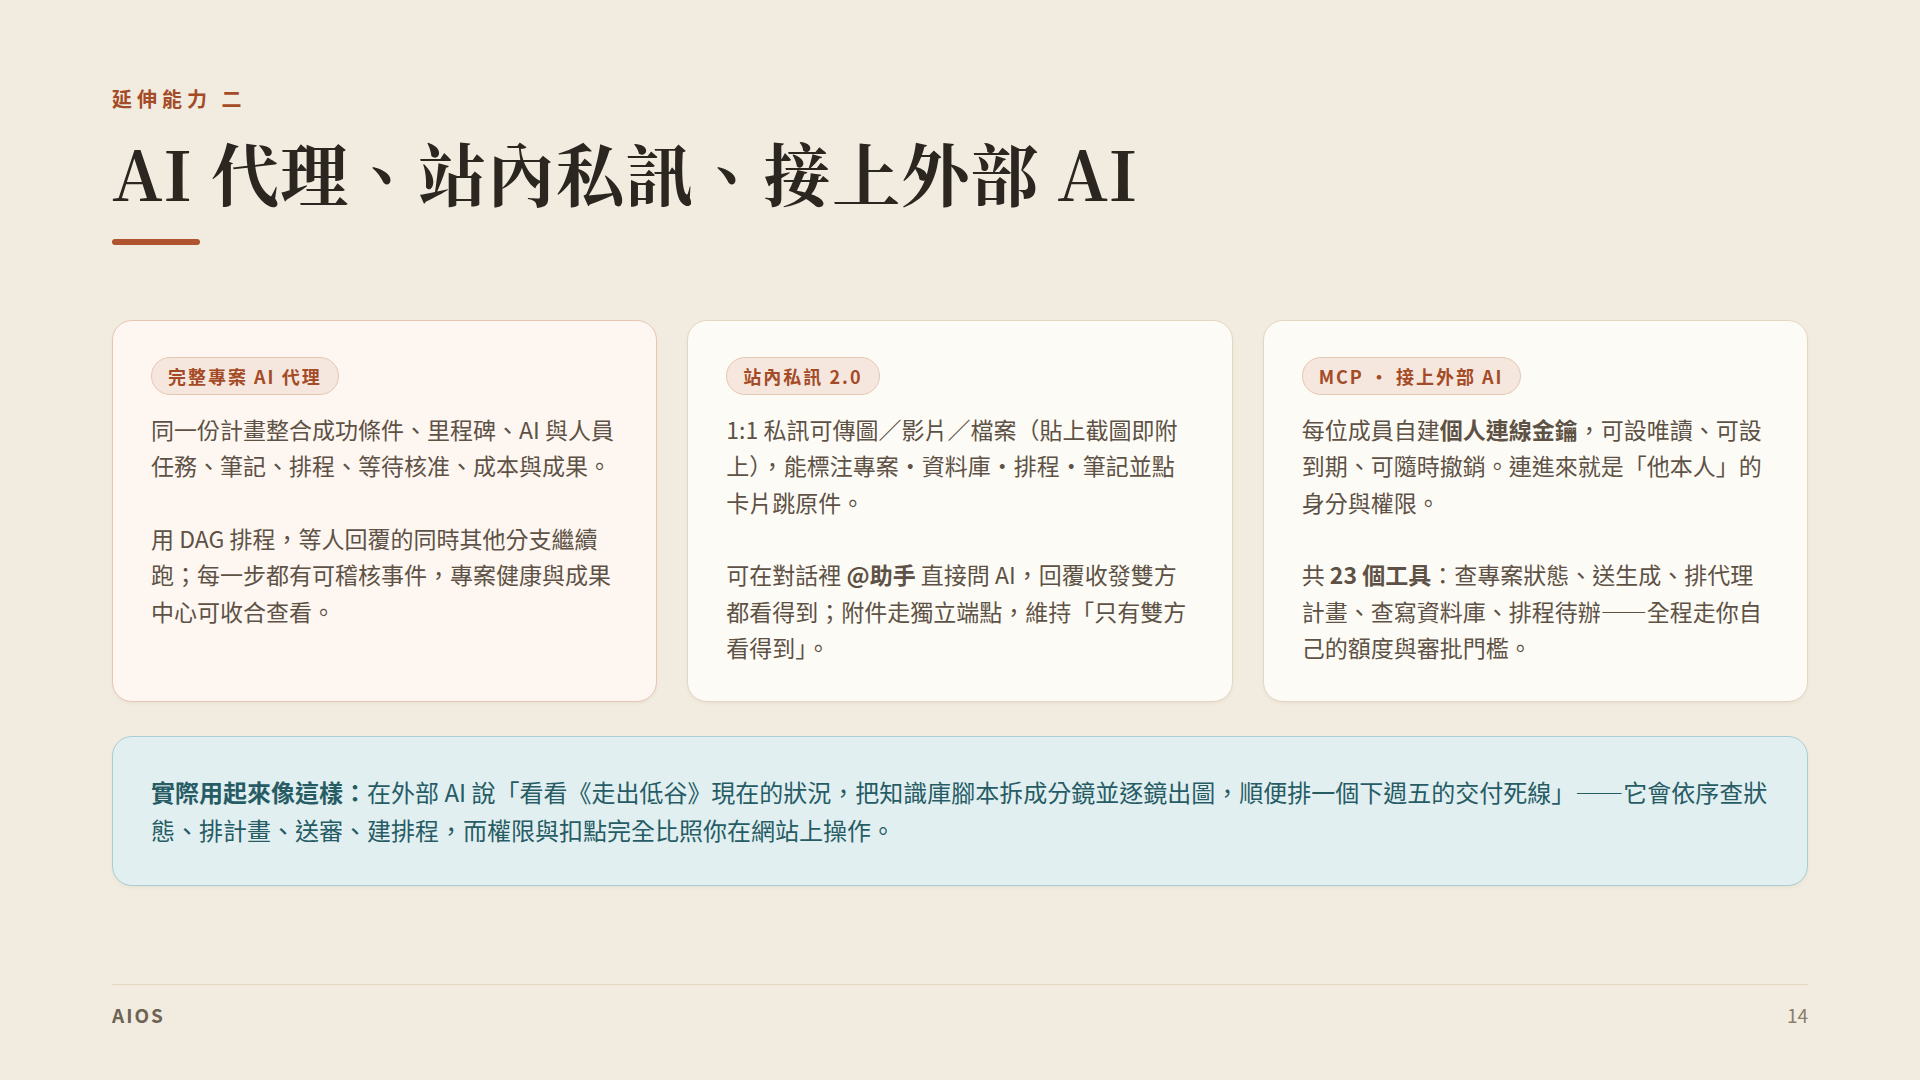 延伸能力 二
AI 代理、站內私訊、接上外部 AI
完整專案 AI 代理
同一份計畫整合成功條件、里程碑、AI 與人員
任務、筆記、排程、等待核准、成本與成果。
用 DAG 排程，等人回覆的同時其他分支繼續
跑；每一步都有可稽核事件，專案健康與成果
中心可收合查看。
站內私訊 2.0
1:1 私訊可傳圖／影片／檔案（貼上截圖即附
上），能標注專案・資料庫・排程・筆記並點
卡片跳原件。
可在對話裡 @助手 直接問 AI，回覆收發雙方
都看得到；附件走獨立端點，維持「只有雙方
看得到」。
MCP ・ 接上外部 AI
每位成員自建個人連線金鑰，可設唯讀、可設
到期、可隨時撤銷。連進來就是「他本人」的
身分與權限。
共 23 個工具：查專案狀態、送生成、排代理
計畫、查寫資料庫、排程待辦——全程走你自
己的額度與審批門檻。
實際用起來像這樣：在外部 AI 說「看看《走出低谷》現在的狀況，把知識庫腳本拆成分鏡並逐鏡出圖，順便排一個下週五的交付死線」——它會依序查狀
態、排計畫、送審、建排程，而權限與扣點完全比照你在網站上操作。
AIOS
14